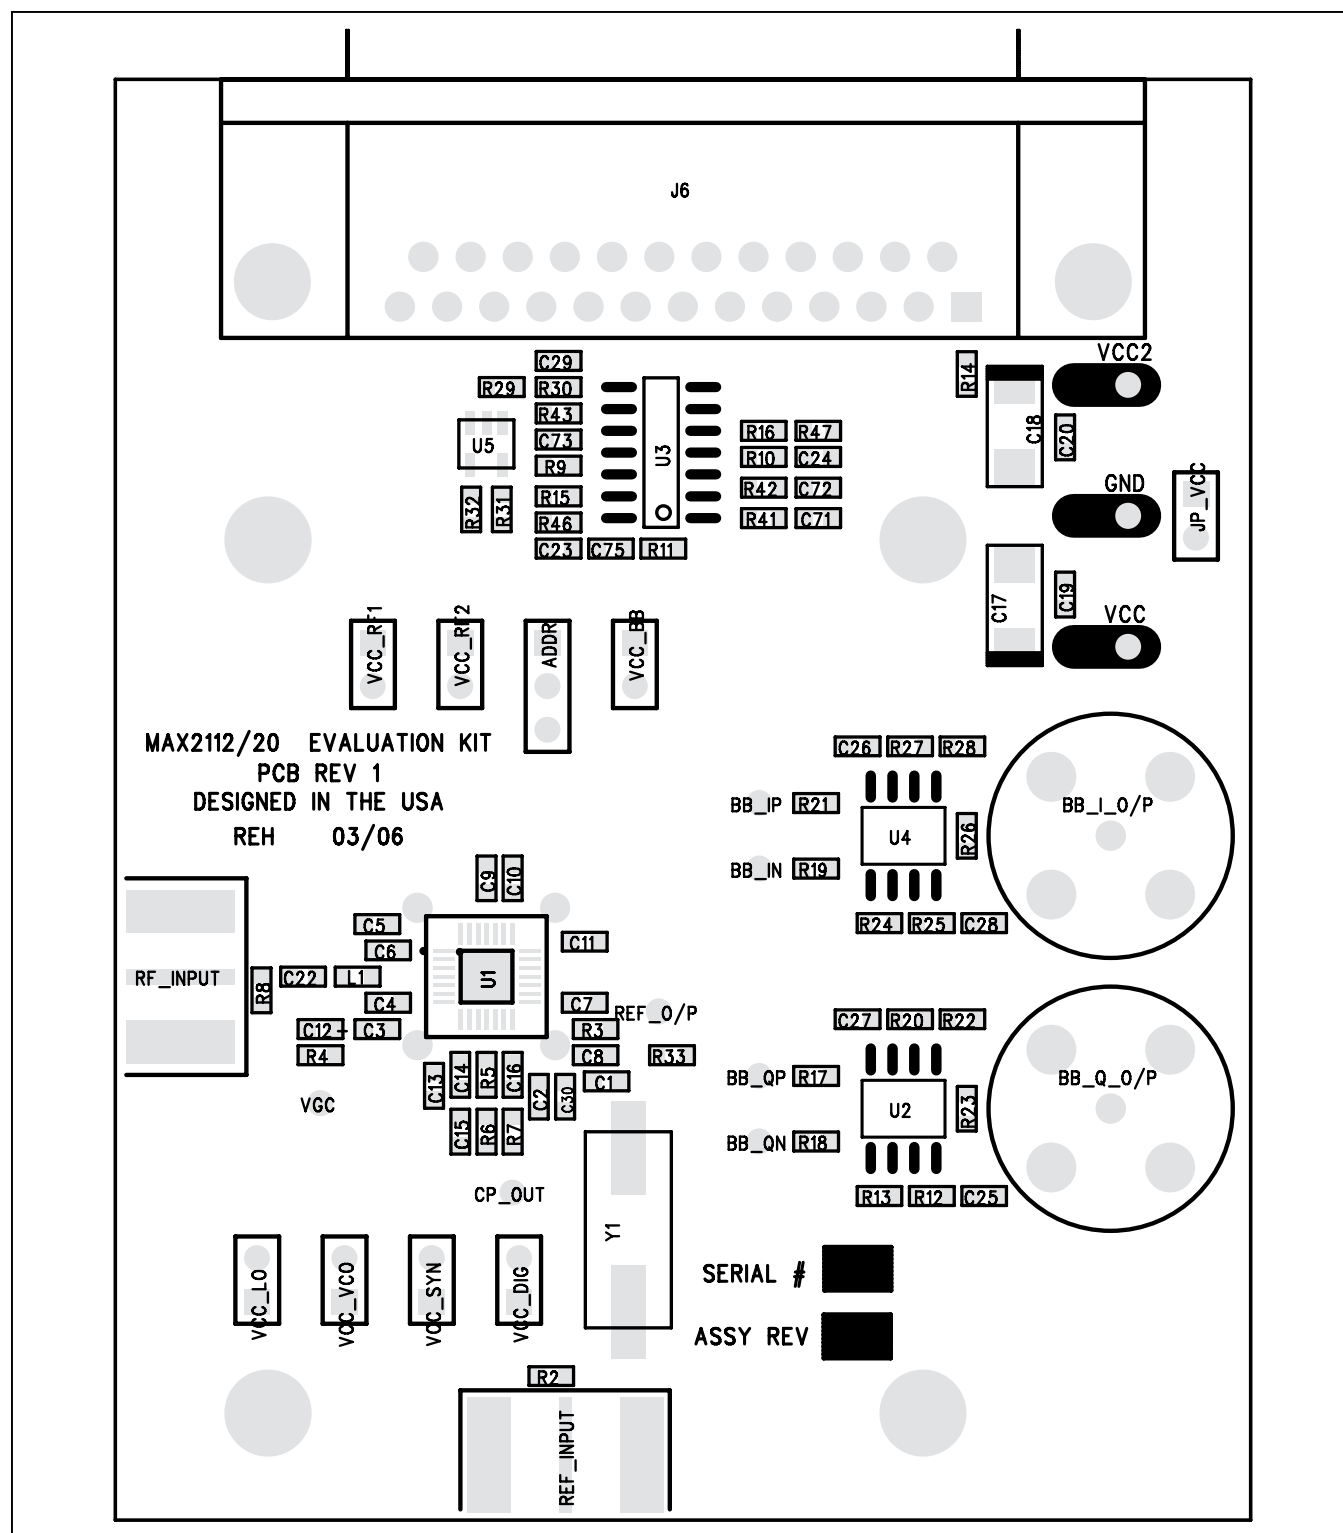 J6
VCC2
C29
R29
R30
R14
R43
C18
C20
U5
C73
U3
R16
R47
R9
R10
C24
JP_VCC
GND
R32
R31
R15
R42
C72
R46
R41
C71
C23
C75
R11
C17
C19
VCC
VCC_RF1
VCC_RF2
ADDR
VCC_BB
MAX2112/20 EVALUATION KIT
PCB REV 1
DESIGNED IN THE USA
REH 03/06
C26
R27
R28
BB_IP
R21
BB_I_O/P
U4
R26
BB_IN
R19
C9
C10
C5
R24
R25
C28
C6
C11
RF_INPUT
R8
C22
L1
U1
C4
C7
REF_O/P
C12
C3
R3
C27
R20
R22
R4
C8
R33
C13
C14
R5
C16
C2
C30
C1
BB_QP
R17
BB_Q_O/P
VGC
U2
R23
C15
R6
R7
BB_QN
R18
CP_OUT
R13
R12
C25
Y1
VCC_LO
VCC_VCO
VCC_SYN
VCC_DIG
SERIAL #
ASSY REV
R2
REF_INPUT